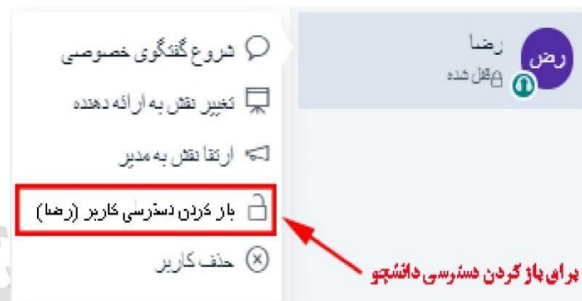 رضا
رض
قفل شده
شروع گفتگوی خصوصی
تغییر نقش به ارائه دهنده
ارتقا نقش به مدیر
باز کردن دسترسی کاربر (رضا)
حذف کاربر
برای باز کردن دسترسی دانشجو